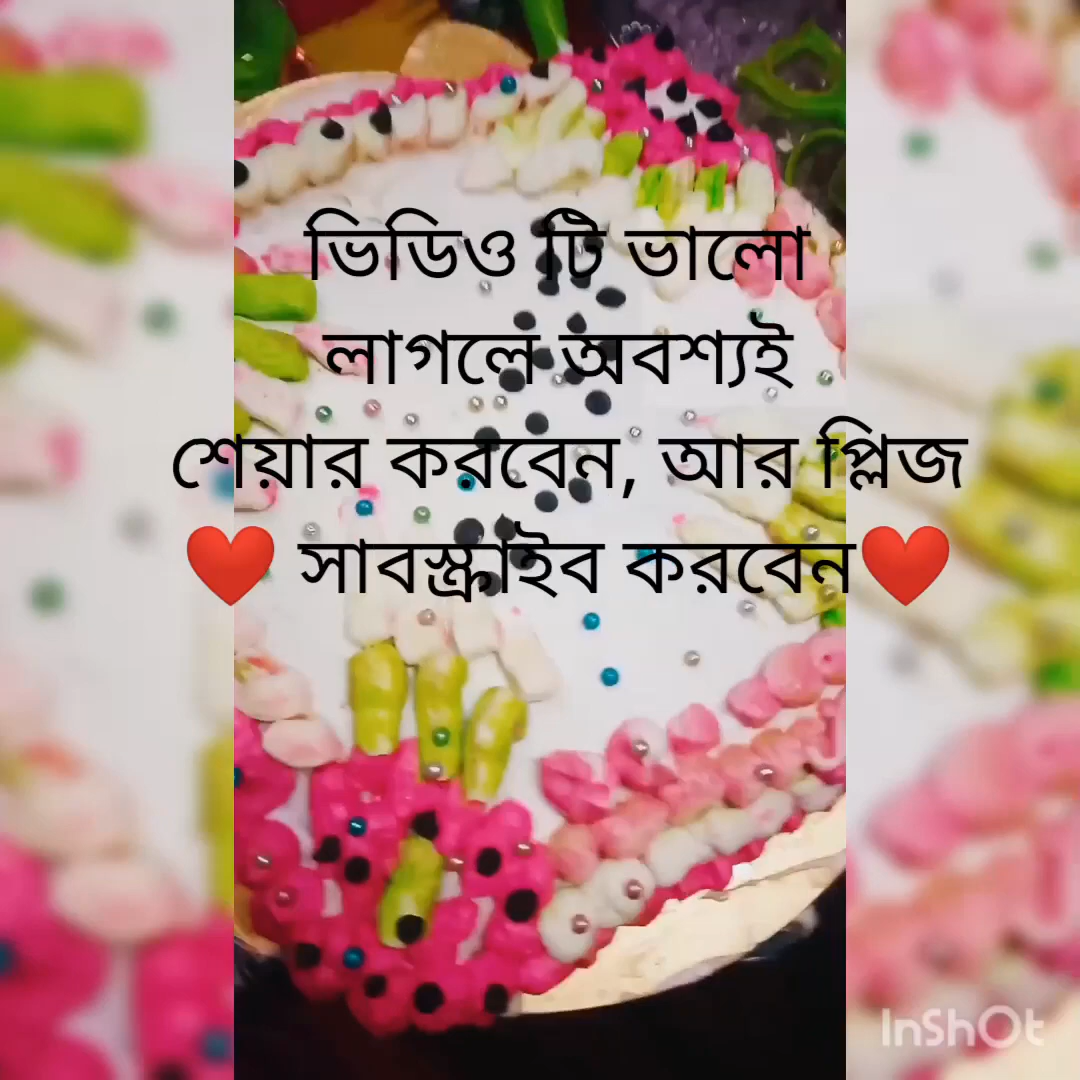 ভিডিও টি ভালো
লাগলে অবশ্যই
শেয়ার করবেন, আর প্লিজ
❤️ সাবস্ক্রাইব করবেন❤️
InShOt